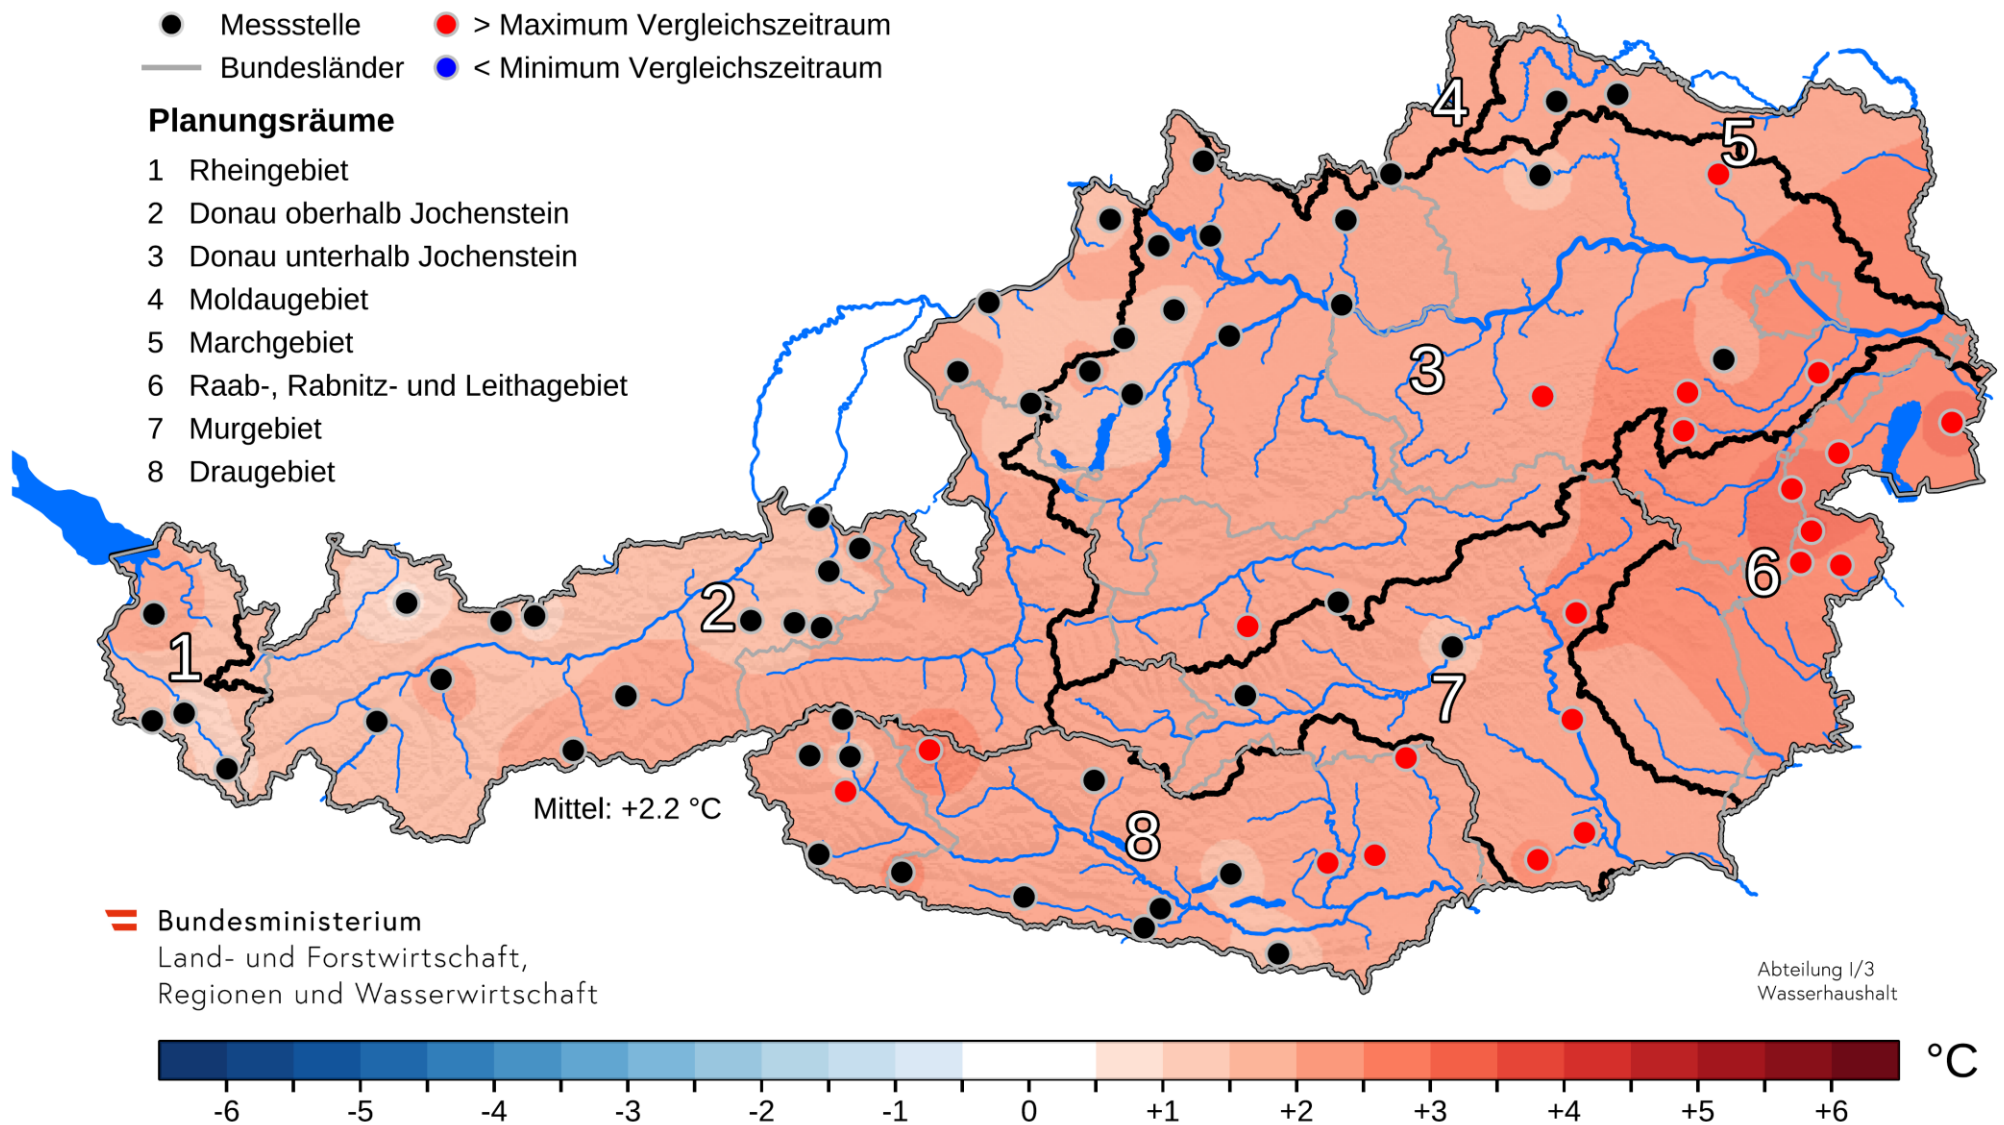 Messstelle
> Maximum Vergleichszeitraum
Bundesländer
< Minimum Vergleichszeitraum
Planungsräume
1 Rheingebiet
2 Donau oberhalb Jochenstein
3 Donau unterhalb Jochenstein
4 Moldaugebiet
5 Marchgebiet
6 Raab-, Rabnitz- und Leithagebiet
7 Murgebiet
8 Draugebiet
4
5
3
6
2
1
7
8
Mittel: +2.2 °C
Bundesministerium
Land- und Forstwirtschaft,
Regionen und Wasserwirtschaft
Abteilung I/3
Wasserhaushalt
°C
-6 -5 -4 -3 -2 -1 0 +1 +2 +3 +4 +5 +6